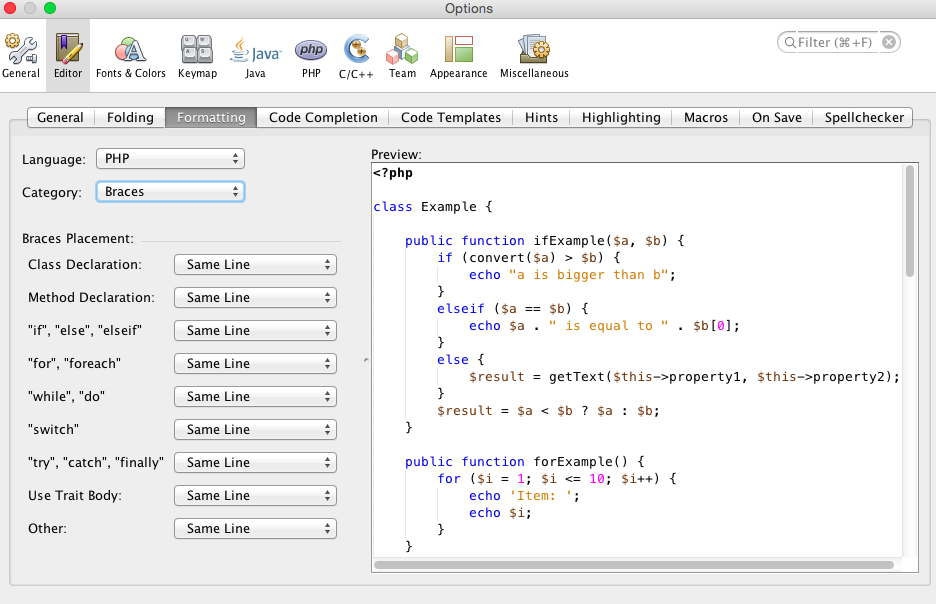 Options
General Editor Fonts & Colors Keymap Java PHP C/C++ Team Appearance Miscellaneous
Java
php
Filter (⌘+F)
General Folding Formatting Code Completion Code Templates Hints Highlighting Macros On Save Spellchecker
Language: PHP
Category: Braces
Braces Placement:
Class Declaration: Same Line
Method Declaration: Same Line
"if", "else", "elseif" Same Line
"for", "foreach" Same Line
"while", "do" Same Line
"switch" Same Line
"try", "catch", "finally" Same Line
Use Trait Body: Same Line
Other: Same Line
Preview:
<?php
class Example {
    public function ifExample($a, $b) {
        if (convert($a) > $b) {
            echo "a is bigger than b";
        }
        elseif ($a == $b) {
            echo $a . " is equal to " . $b[0];
        }
        else {
            $result = getText($this->property1, $this->property2);
        }
        $result = $a < $b ? $a : $b;
    }
    public function forExample() {
        for ($i = 1; $i <= 10; $i++) {
            echo 'Item: ';
            echo $i;
        }
    }